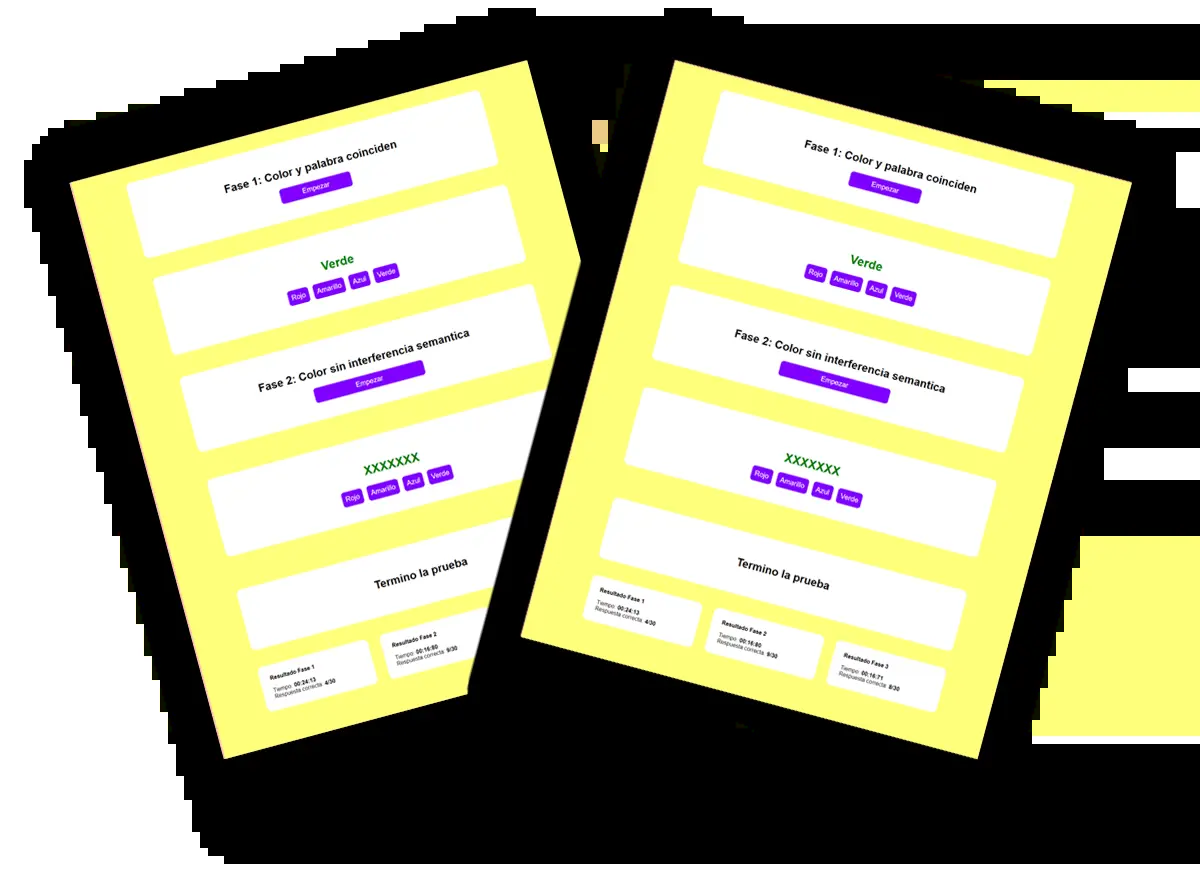 Fase 1: Color y palabra coinciden
Empezar
Verde
Rojo Amarillo Azul Verde
Fase 2: Color sin interferencia semantica
Empezar
XXXXXXX
Rojo Amarillo Azul Verde
Termino la prueba
Resultado Fase 1
Tiempo: 00:24:13
Respuesta correcta: 4/30
Resultado Fase 2
Tiempo: 00:16:80
Respuesta correcta: 9/30
Fase 1: Color y palabra coinciden
Empezar
Verde
Rojo Amarillo Azul Verde
Fase 2: Color sin interferencia semantica
Empezar
XXXXXXX
Rojo Amarillo Azul Verde
Termino la prueba
Resultado Fase 1
Tiempo: 00:24:13
Respuesta correcta: 4/30
Resultado Fase 2
Tiempo: 00:16:80
Respuesta correcta: 9/30
Resultado Fase 3
Tiempo: 00:16:71
Respuesta correcta: 8/30